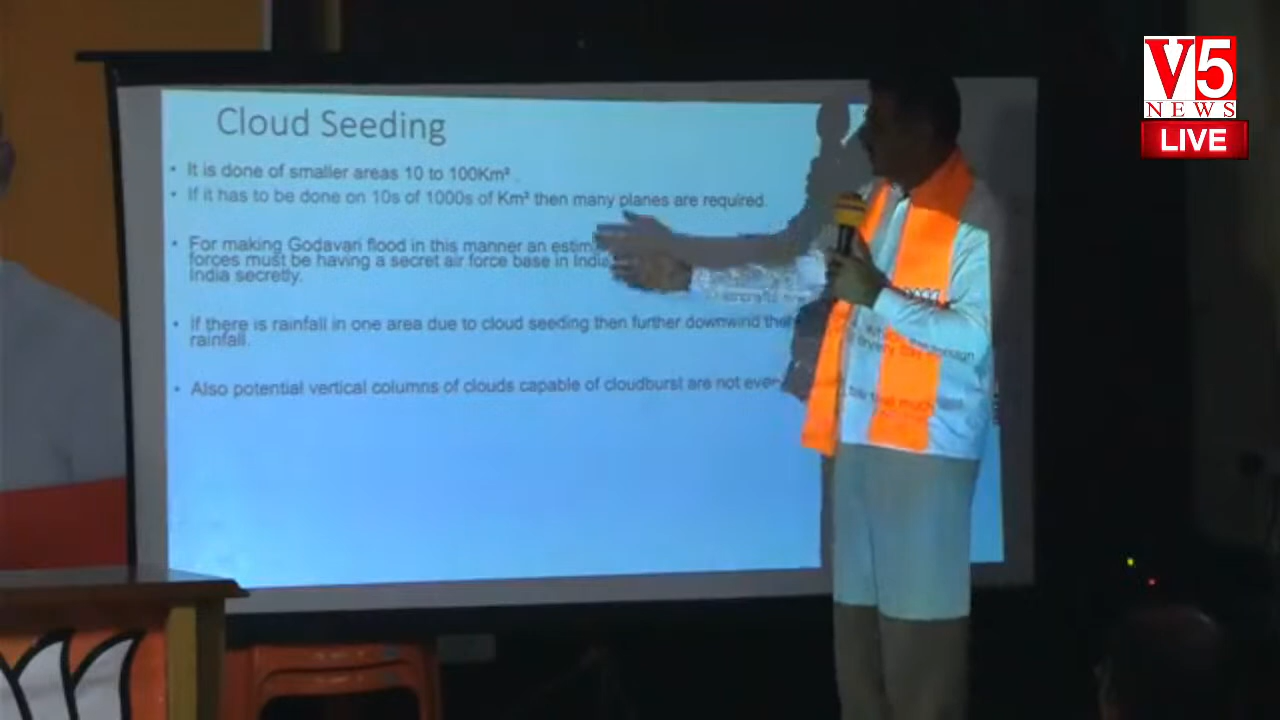 V5
NEWS
LIVE
Cloud Seeding
• It is done of smaller areas 10 to 100Km²
• If it has to be done on 10s of 1000s of Km² then many planes are required.
• For making Godavari flood in this manner an estim
forces must be having a secret air force base in India
India secretly.
• If there is rainfall in one area due to cloud seeding then further downwind
rainfall.
• Also potential vertical columns of clouds capable of cloudburst are not